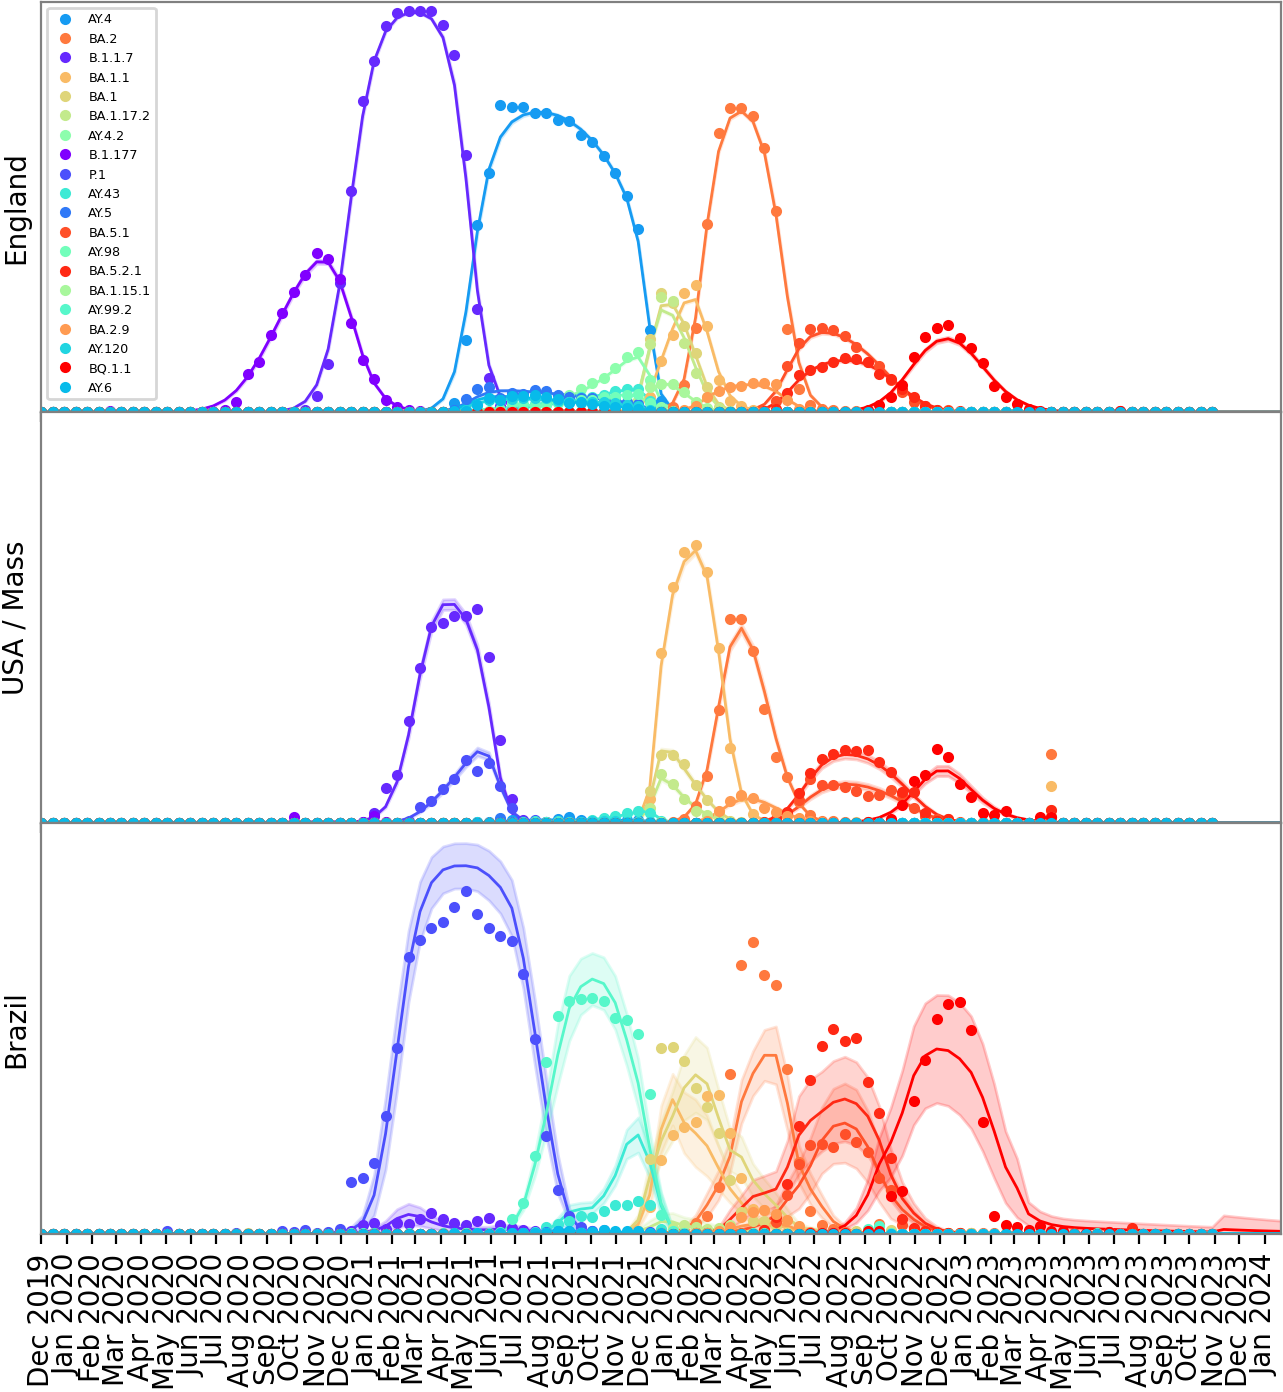 AY.4
BA.2
B.1.1.7
BA.1.1
BA.1
BA.1.17.2
AY.4.2
B.1.177
P.1
AY.43
AY.5
BA.5.1
AY.98
BA.5.2.1
BA.1.15.1
AY.99.2
BA.2.9
AY.120
BQ.1.1
AY.6
England
USA / Mass
Brazil
Dec 2019
Jan 2020
Feb 2020
Mar 2020
Apr 2020
May 2020
Jun 2020
Jul 2020
Aug 2020
Sep 2020
Oct 2020
Nov 2020
Dec 2020
Jan 2021
Feb 2021
Mar 2021
Apr 2021
May 2021
Jun 2021
Jul 2021
Aug 2021
Sep 2021
Oct 2021
Nov 2021
Dec 2021
Jan 2022
Feb 2022
Mar 2022
Apr 2022
May 2022
Jun 2022
Jul 2022
Aug 2022
Sep 2022
Oct 2022
Nov 2022
Dec 2022
Jan 2023
Feb 2023
Mar 2023
Apr 2023
May 2023
Jun 2023
Jul 2023
Aug 2023
Sep 2023
Oct 2023
Nov 2023
Dec 2023
Jan 2024